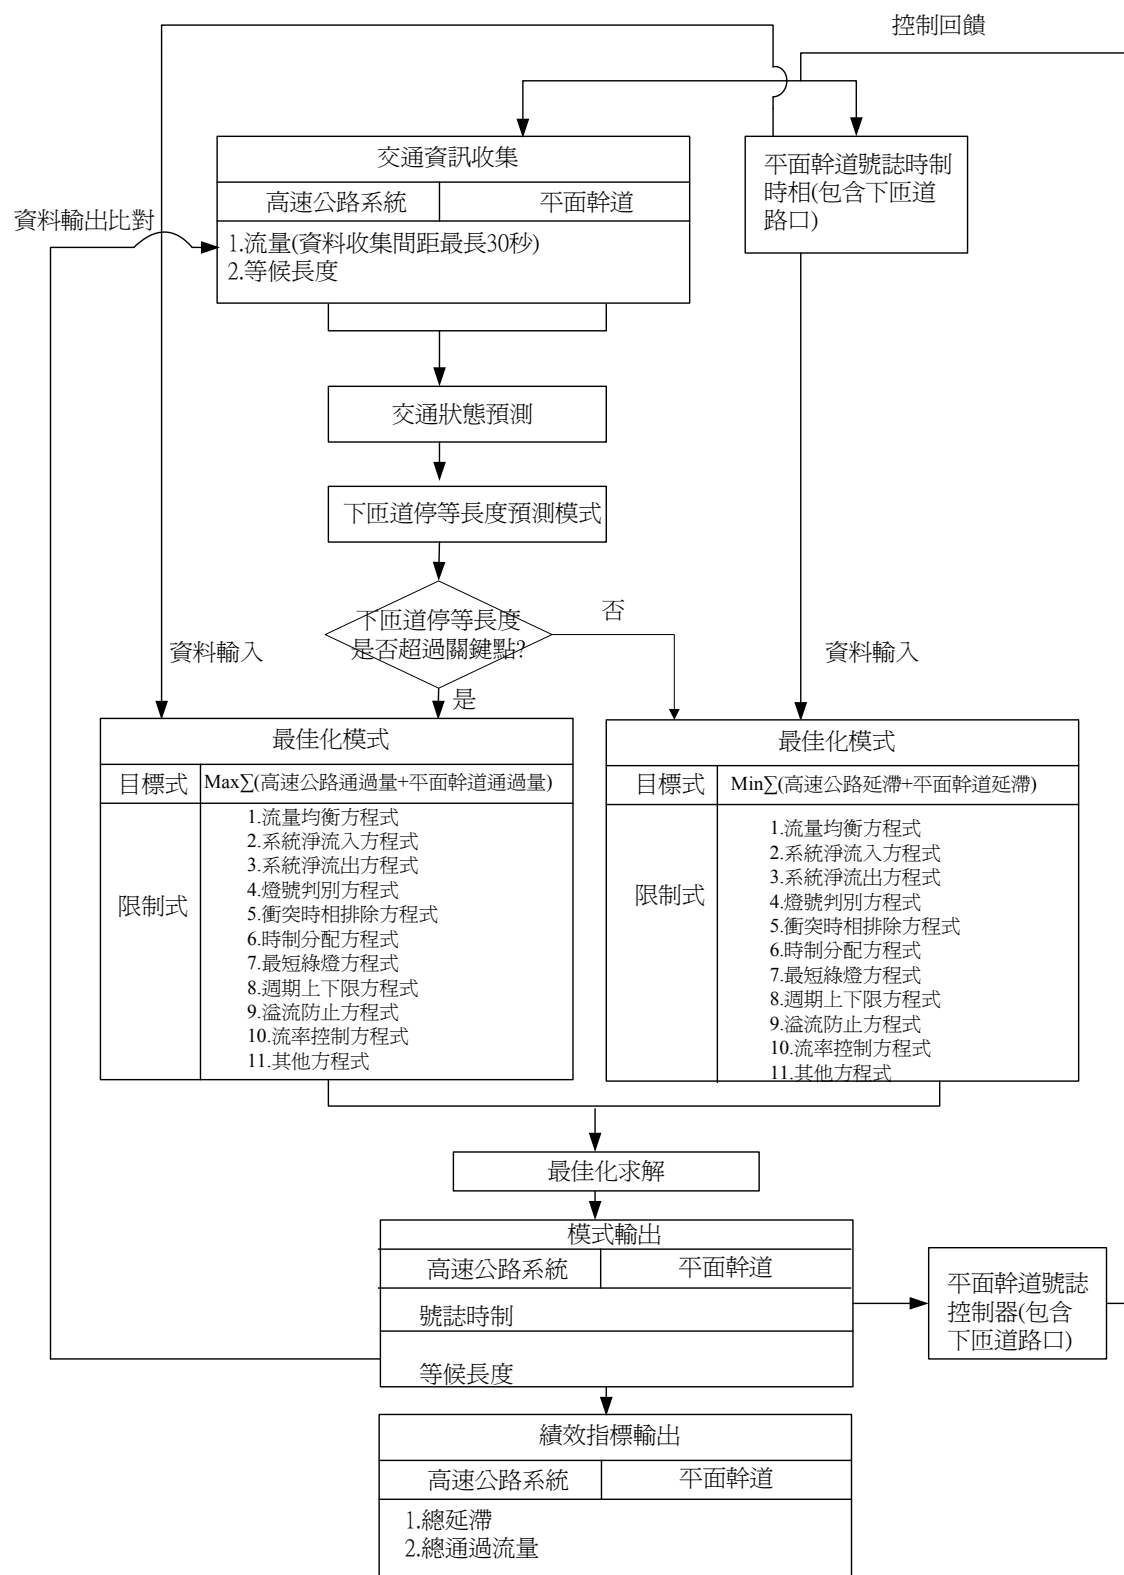 控制回饋
交通資訊收集
高速公路系統
平面幹道
1.流量(資料收集間距最長30秒)
2.等候長度
平面幹道號誌時制
時相(包含下匝道
路口)
資料輸出比對
交通狀態預測
下匝道停等長度預測模式
下匝道停等長度
是否超過關鍵點?
否
是
資料輸入
資料輸入
最佳化模式
目標式
Max∑(高速公路通過量+平面幹道通過量)
限制式
1.流量均衡方程式
2.系統淨流入方程式
3.系統淨流出方程式
4.燈號判別方程式
5.衝突時相排除方程式
6.時制分配方程式
7.最短綠燈方程式
8.週期上下限方程式
9.溢流防止方程式
10.流率控制方程式
11.其他方程式
最佳化模式
目標式
Min∑(高速公路延滯+平面幹道延滯)
限制式
1.流量均衡方程式
2.系統淨流入方程式
3.系統淨流出方程式
4.燈號判別方程式
5.衝突時相排除方程式
6.時制分配方程式
7.最短綠燈方程式
8.週期上下限方程式
9.溢流防止方程式
10.流率控制方程式
11.其他方程式
最佳化求解
模式輸出
高速公路系統
平面幹道
號誌時制
等候長度
平面幹道號誌
控制器(包含
下匝道路口)
績效指標輸出
高速公路系統
平面幹道
1.總延滯
2.總通過流量